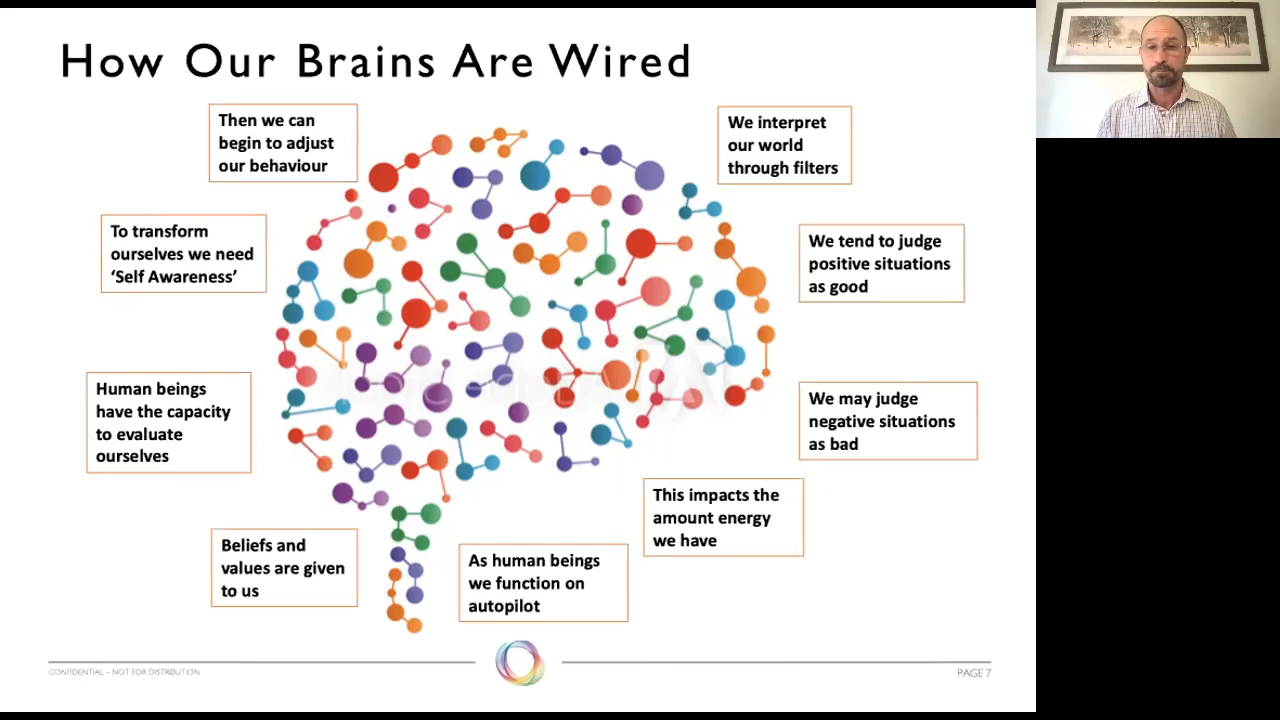 How Our Brains Are Wired
Then we can
begin to adjust
our behaviour
We interpret
our world
through filters
To transform
ourselves we need
‘Self Awareness’
We tend to judge
positive situations
as good
Human beings
have the capacity
to evaluate
ourselves
We may judge
negative situations
as bad
This impacts the
amount energy
we have
Beliefs and
values are given
to us
As human beings
we function on
autopilot
CONFIDENTIAL – NOT FOR DISTRIBUTION
PAGE 7